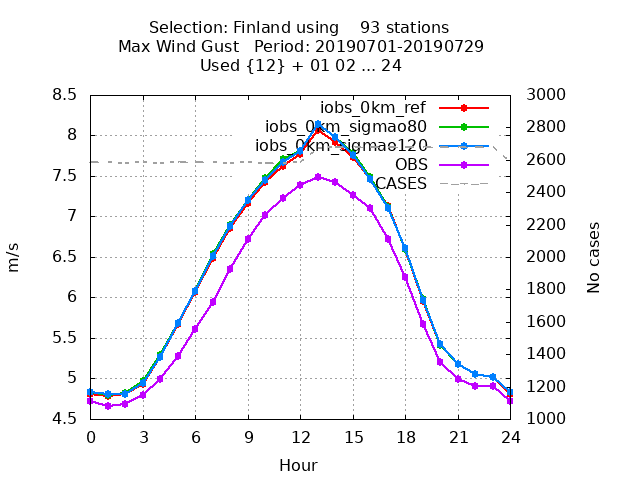 Selection: Finland using    93 stations
Max Wind Gust   Period: 20190701-20190729
Used {12} + 01 02 ... 24
iobs_0km_ref
iobs_0km_sigmao80
iobs_0km_sigmao120
OBS
CASES
8.5
8
7.5
7
6.5
6
5.5
5
4.5
m/s
3000
2800
2600
2400
2200
2000
1800
1600
1400
1200
1000
No cases
0 3 6 9 12 15 18 21 24
Hour